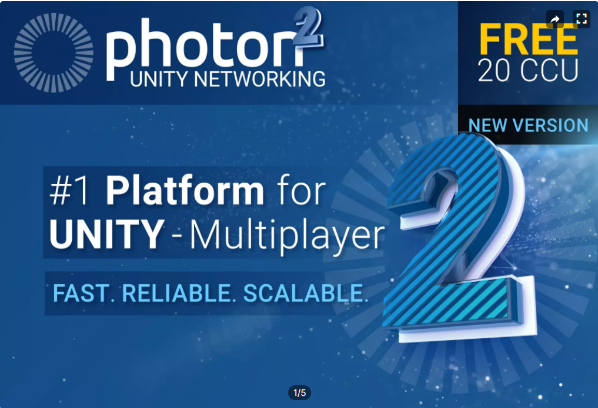 photon 2
UNITY NETWORKING
FREE
20 CCU
NEW VERSION
#1 Platform for
UNITY - Multiplayer
2
FAST. RELIABLE. SCALABLE.
1/5